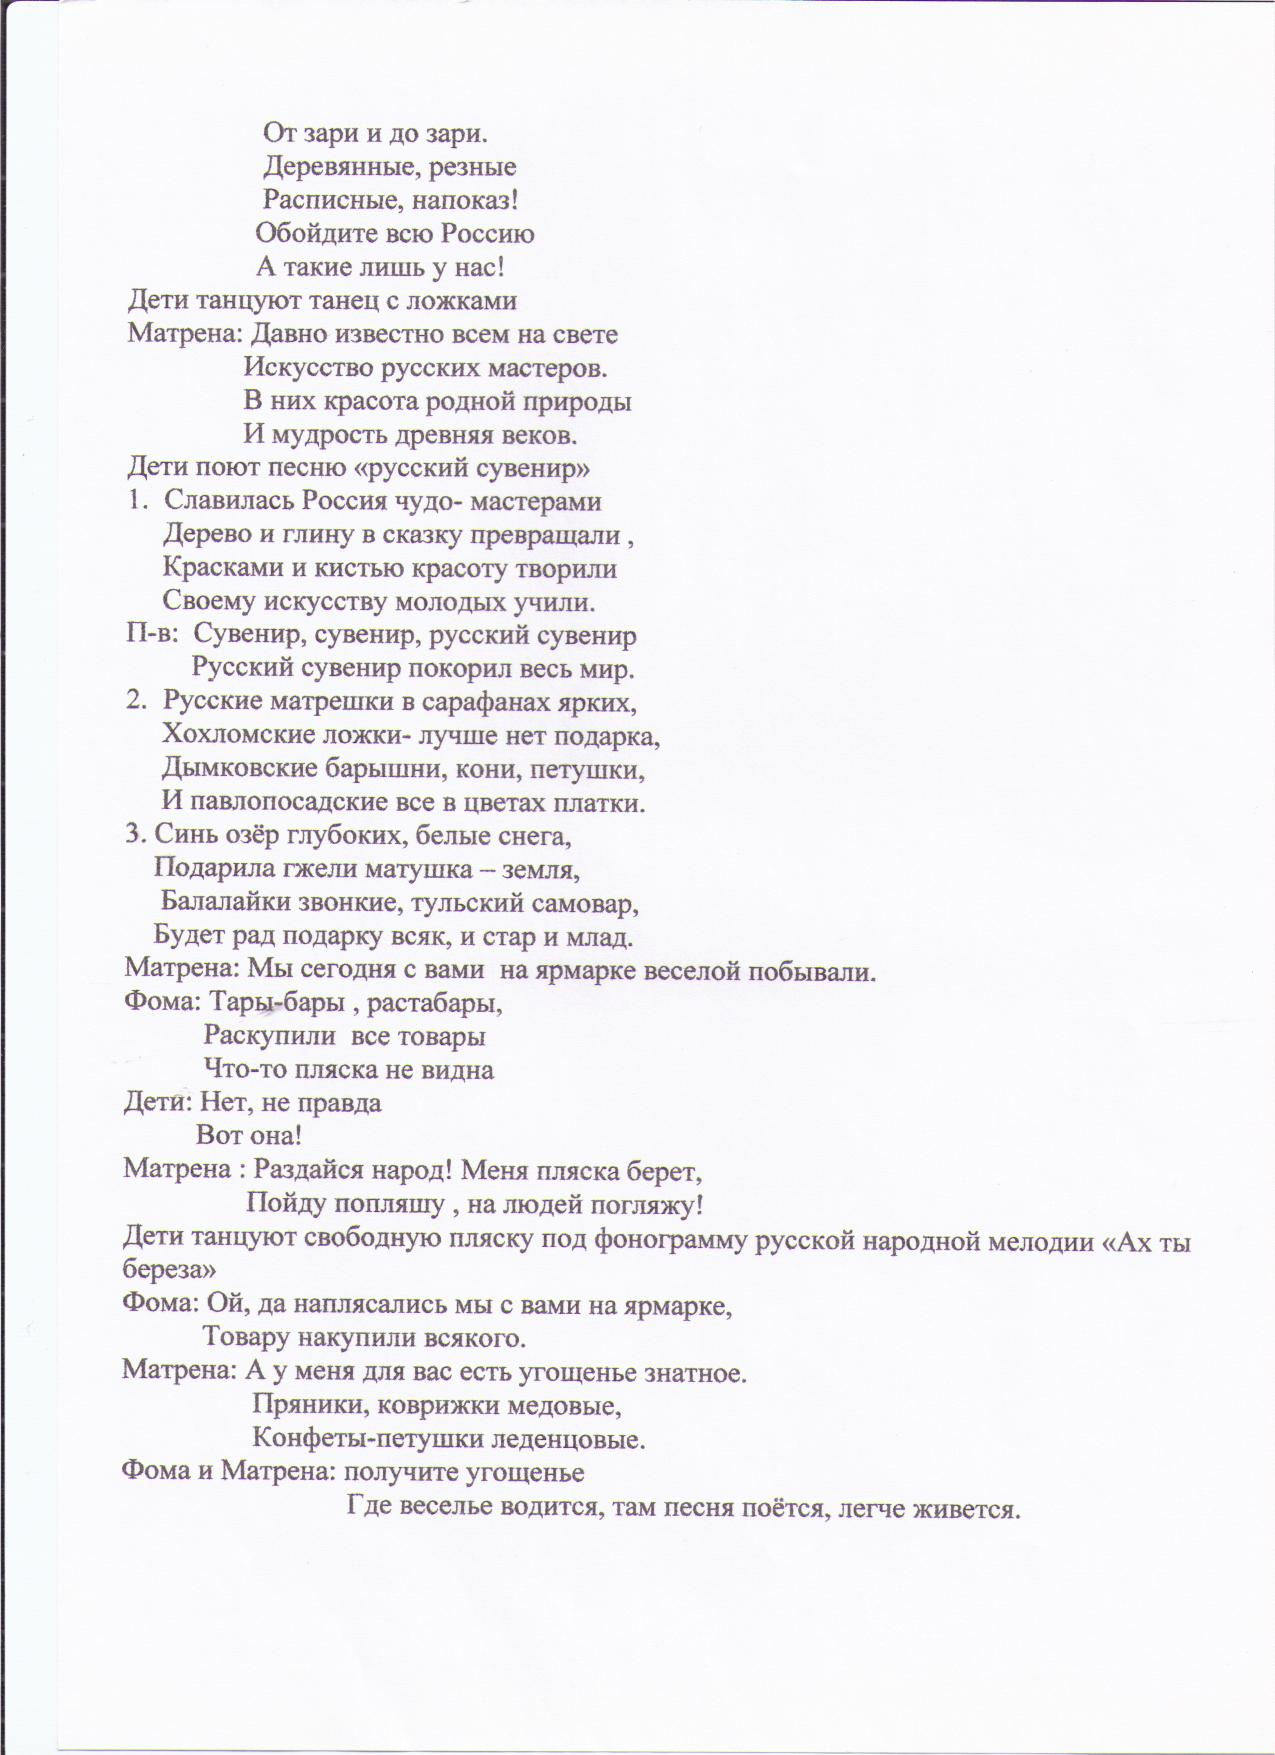 От зари и до зари.
Деревянные, резные
Расписные, напоказ!
Обойдите всю Россию
А такие лишь у нас!
Дети танцуют танец с ложками
Матрена: Давно известно всем на свете
Искусство русских мастеров.
В них красота родной природы
И мудрость древняя веков.
Дети поют песню «русский сувенир»
1. Славилась Россия чудо- мастерами
Дерево и глину в сказку превращали ,
Красками и кистью красоту творили
Своему искусству молодых учили.
П-в: Сувенир, сувенир, русский сувенир
Русский сувенир покорил весь мир.
2. Русские матрешки в сарафанах ярких,
Хохломские ложки- лучше нет подарка,
Дымковские барышни, кони, петушки,
И павлопосадские все в цветах платки.
3. Синь озёр глубоких, белые снега,
Подарила гжели матушка – земля,
Балалайки звонкие, тульский самовар,
Будет рад подарку всяк, и стар и млад.
Матрена: Мы сегодня с вами на ярмарке веселой побывали.
Фома: Тары-бары , растабары,
Раскупили все товары
Что-то пляска не видна
Дети: Нет, не правда
Вот она!
Матрена : Раздайся народ! Меня пляска берет,
Пойду попляшу , на людей погляжу!
Дети танцуют свободную пляску под фонограмму русской народной мелодии «Ах ты
береза»
Фома: Ой, да наплясались мы с вами на ярмарке,
Товару накупили всякого.
Матрена: А у меня для вас есть угощенье знатное.
Пряники, коврижки медовые,
Конфеты-петушки леденцовые.
Фома и Матрена: получите угощенье
Где веселье водится, там песня поётся, легче живется.